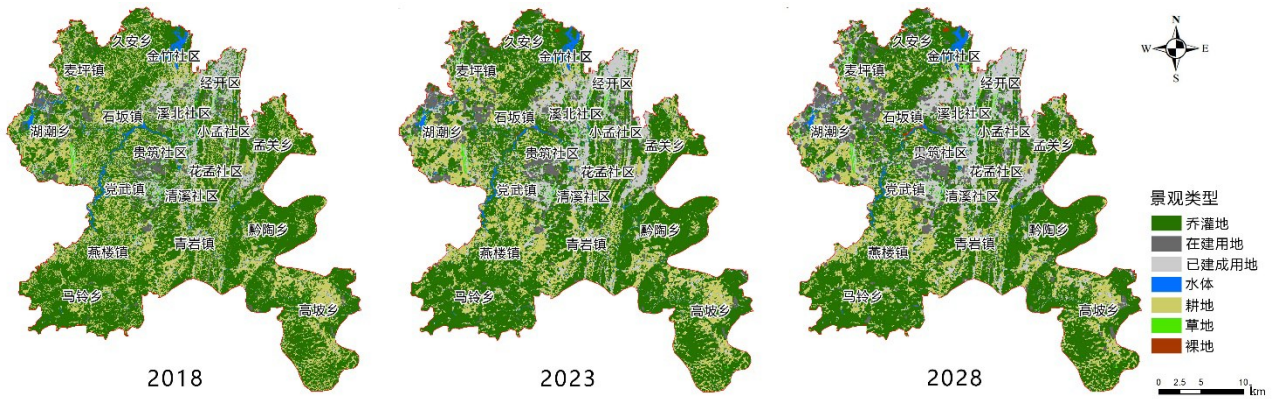 久安乡
金竹社区
麦坪镇
经开区
石坂镇
溪北社区
湖潮乡
小孟社区
孟关乡
贵筑社区
花孟社区
党武镇
清溪社区
青岩镇
黔陶乡
燕楼镇
马铃乡
高坡乡
2018
久安乡
金竹社区
麦坪镇
经开区
石坂镇
溪北社区
湖潮乡
小孟社区
孟关乡
贵筑社区
花孟社区
党武镇
清溪社区
青岩镇
黔陶乡
燕楼镇
马铃乡
高坡乡
2023
久安乡
金竹社区
麦坪镇
经开区
石坂镇
溪北社区
湖潮乡
小孟社区
孟关乡
贵筑社区
花孟社区
党武镇
清溪社区
青岩镇
黔陶乡
燕楼镇
马铃乡
高坡乡
2028
N
W E
S
景观类型
乔灌地
在建用地
已建成用地
水体
耕地
草地
裸地
0 2.5 5 10
km